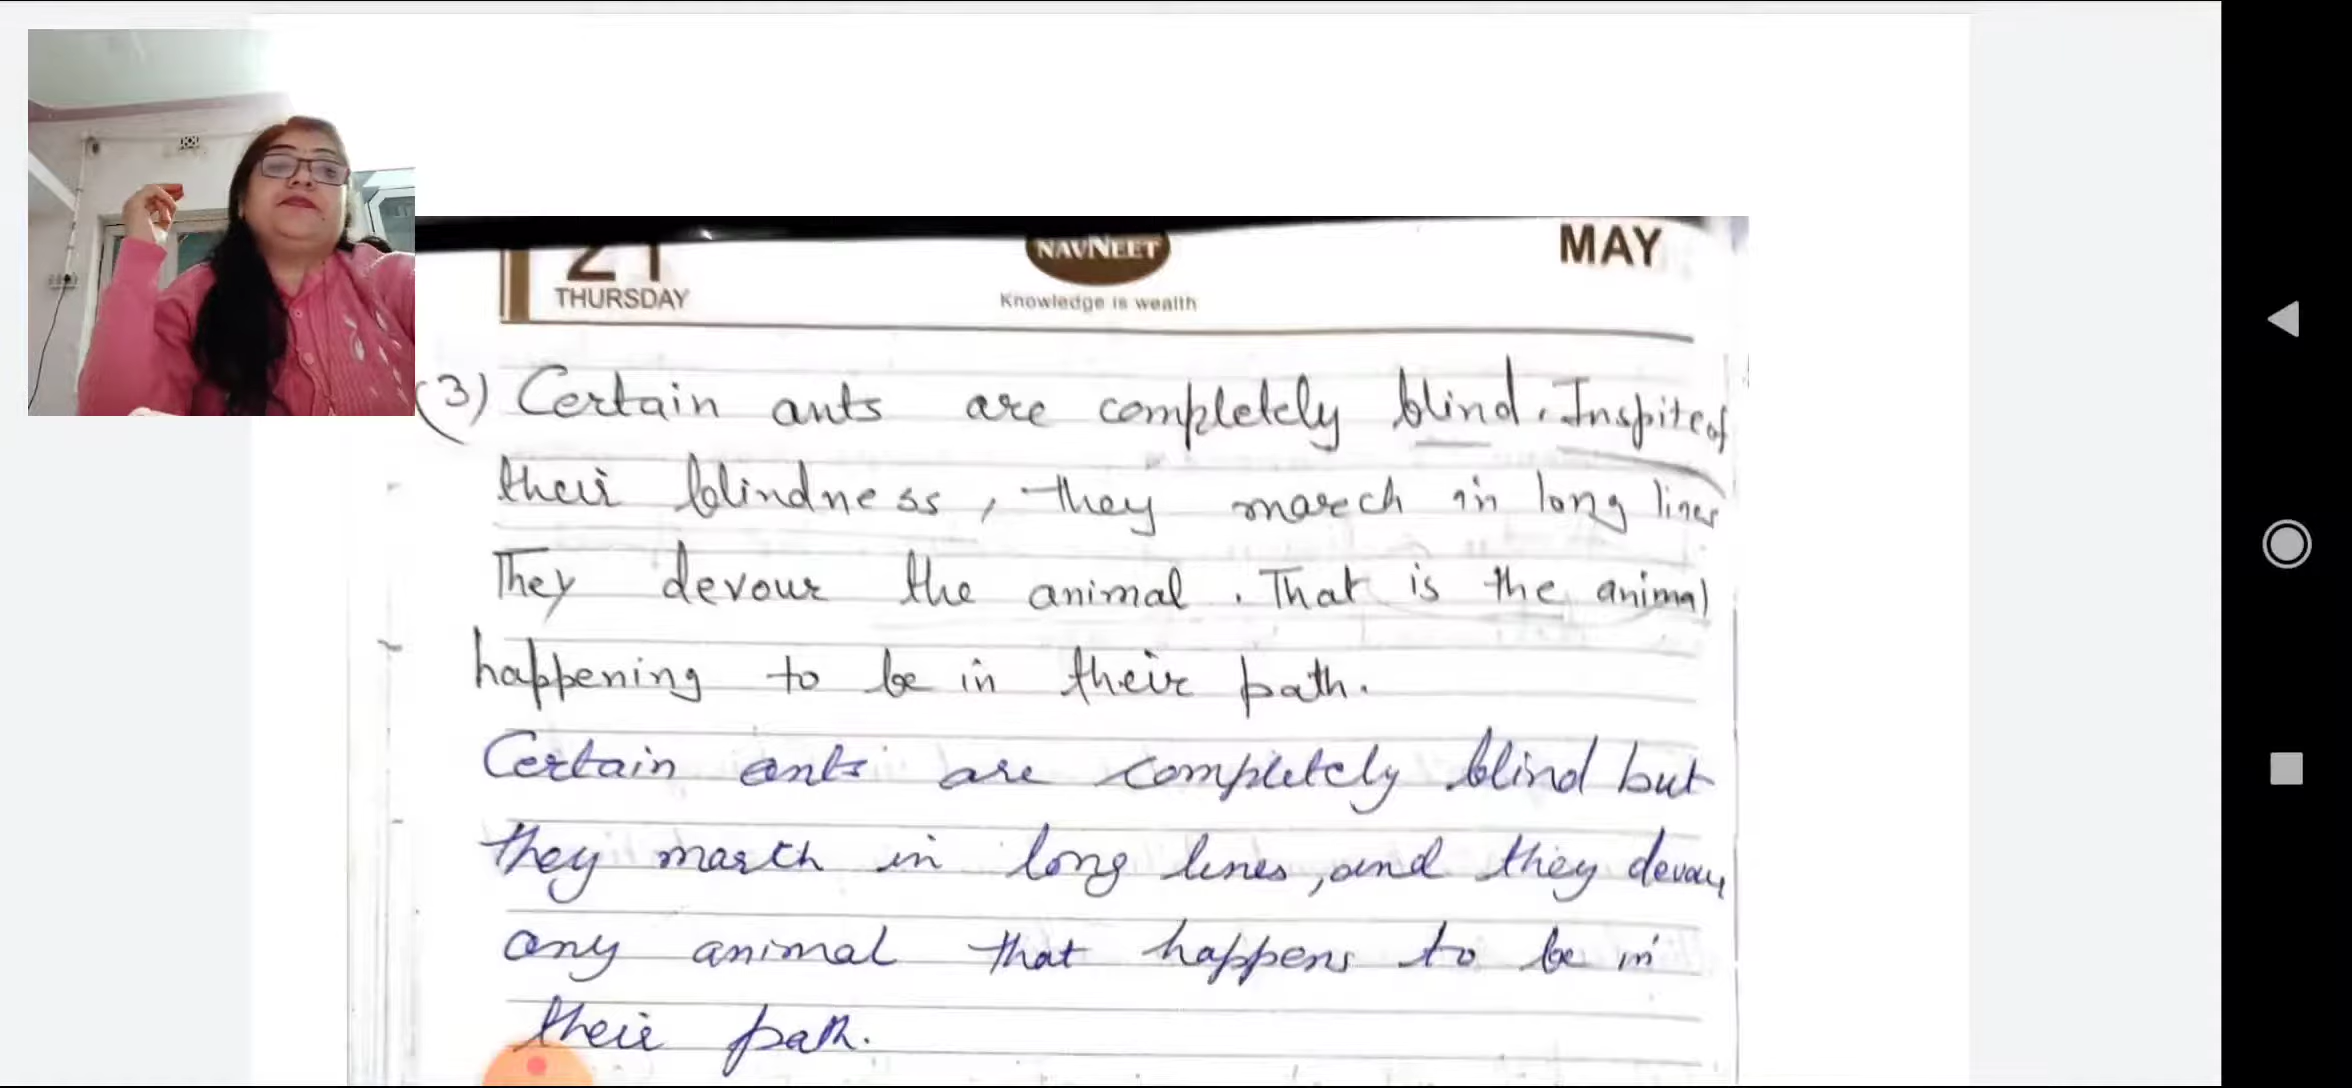 21
THURSDAY
NAVNEET
Knowledge is wealth
MAY
(3) Certain ants are completely blind. Inspite of
their blindness, they march in long lines
They devour the animal. That is the animal
happening to be in their path.
Certain ants are completely blind but
they march in long lines, and they devour
any animal that happens to be in
their path.